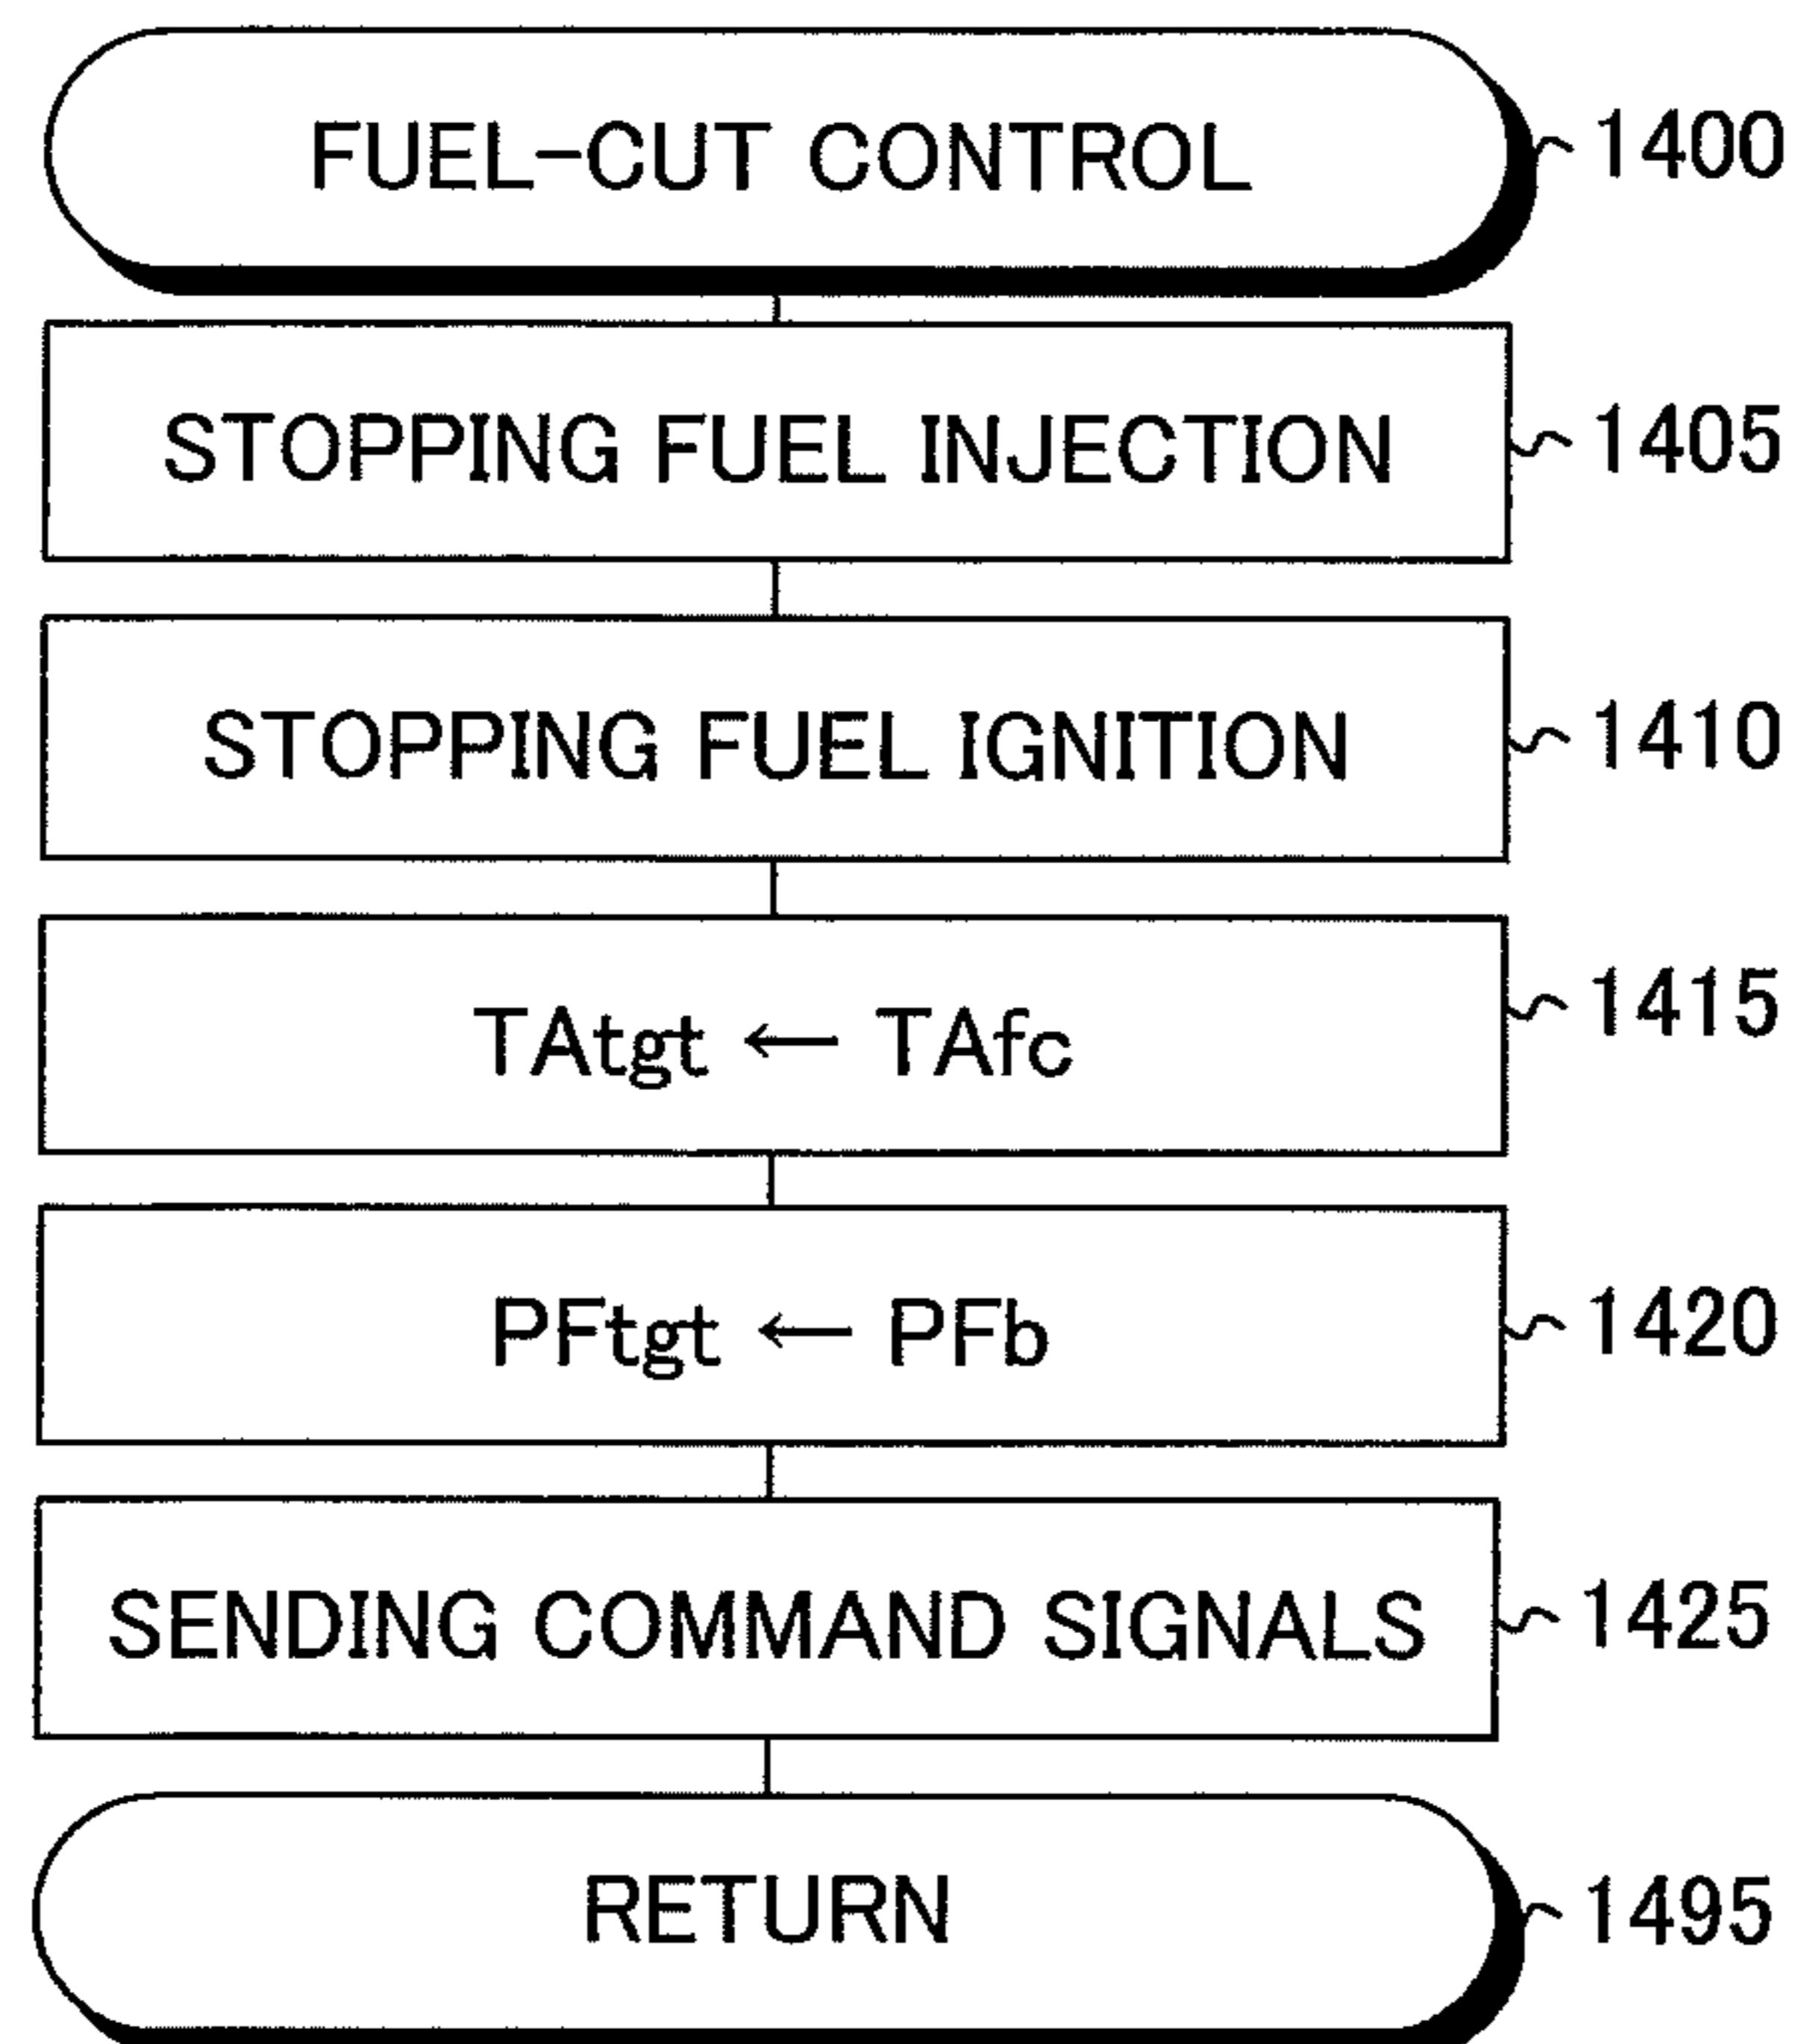 FUEL-CUT CONTROL 1400
STOPPING FUEL INJECTION 1405
STOPPING FUEL IGNITION 1410
TAtgt ← TAfc 1415
PFtgt ← PFb 1420
SENDING COMMAND SIGNALS 1425
RETURN 1495